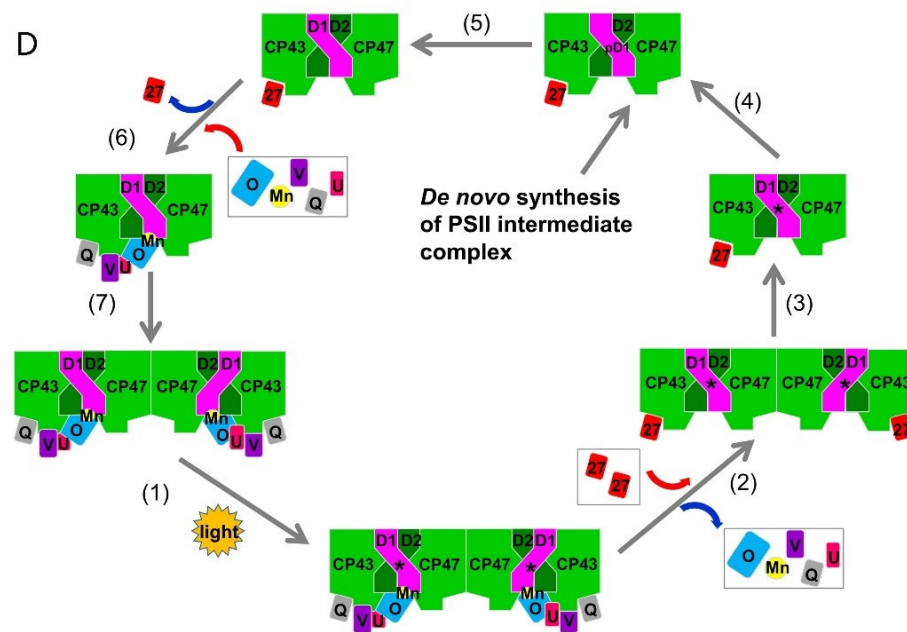 D
D1 D2
CP43 CP47
27
(5)
D2
CP43 pD1 CP47
27
27
(6)
O Mn V Q U
(4)
De novo synthesis
of PSII intermediate
complex
D1 D2
CP43 CP47
Mn
Q V U O
D1 D2
CP43 * CP47
27
(7)
(3)
D1 D2 D2 D1
CP43 CP47 CP47 CP43
Mn Mn
Q V U O O U V Q
D1 D2 D2 D1
CP43 * CP47 CP47 * CP43
27 27
27
27
(2)
(1)
light
O Mn V Q U
D1 D2 D2 D1
CP43 * CP47 CP47 * CP43
Mn Mn
Q V U O O U V Q